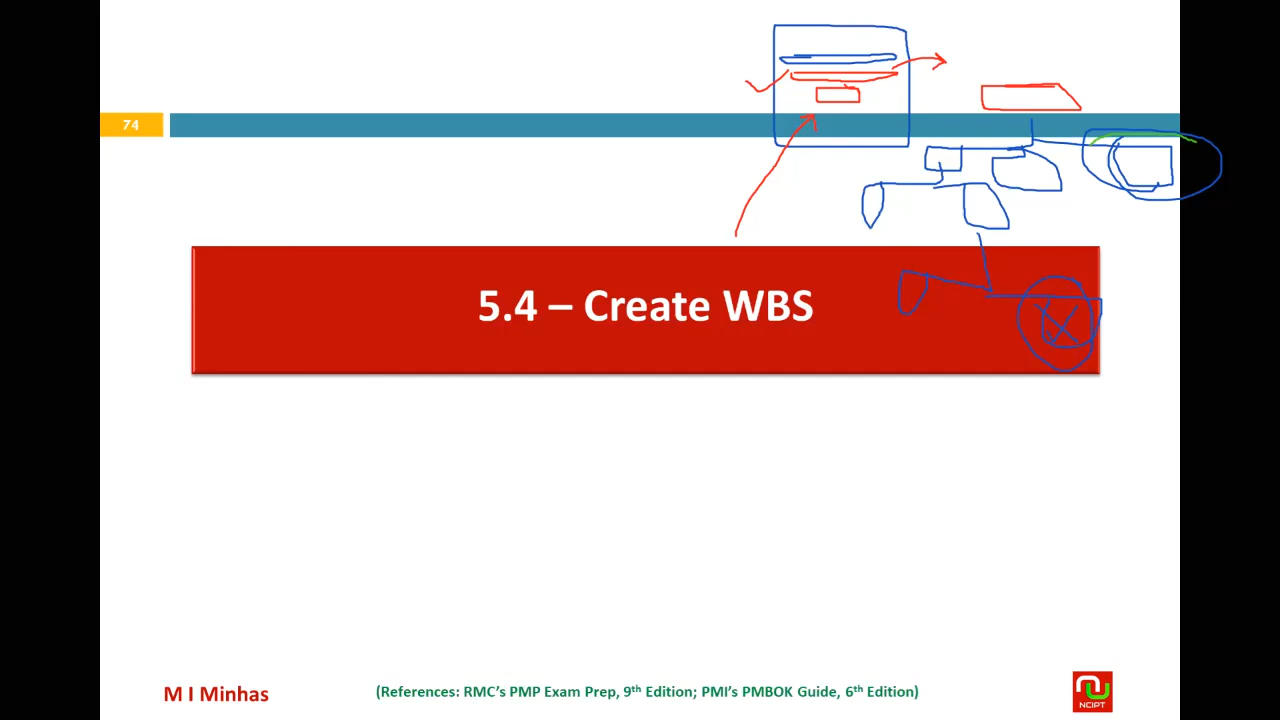 74
5.4 – Create WBS
M I Minhas
(References: RMC's PMP Exam Prep, 9th Edition; PMI's PMBOK Guide, 6th Edition)
NCIPT